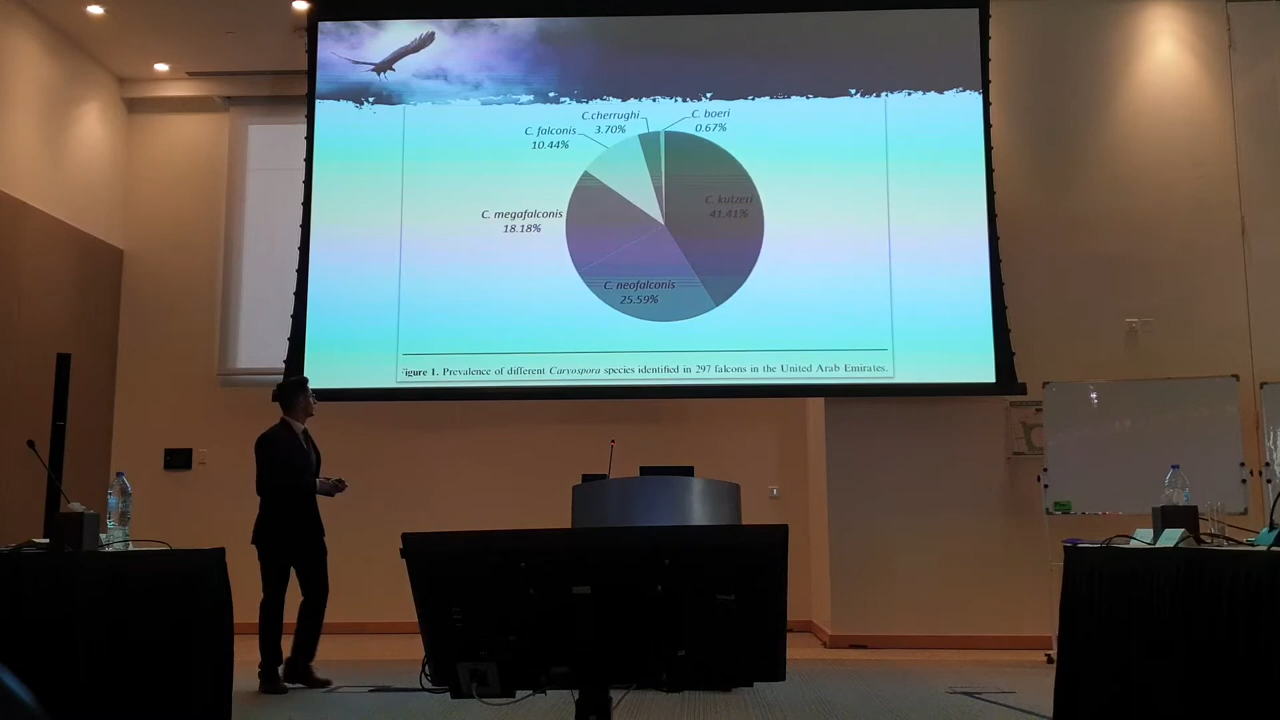 C.cherrughi
3.70%
C. boeri
0.67%
C. falconis
10.44%
C. kutzeri
41.41%
C. megafalconis
18.18%
C. neofalconis
25.59%
igure 1. Prevalence of different Caryospora species identified in 297 falcons in the United Arab Emirates.